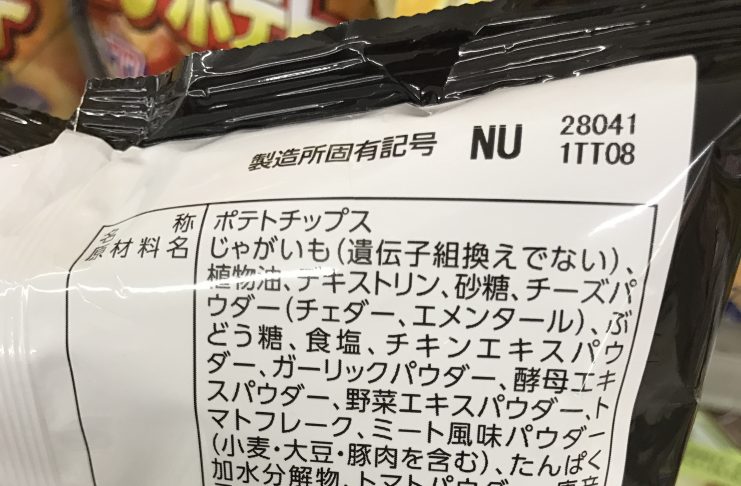 製造所固有記号 NU 28041
1TT08
名称 ポテトチップス
原材料名 じゃがいも(遺伝子組換えでない)、
植物油、デキストリン、砂糖、チーズパ
ウダー(チェダー、エメンタール)、ぶ
どう糖、食塩、チキンエキスパウ
ダー、ガーリックパウダー、酵母エキ
スパウダー、野菜エキスパウダー、ト
マトフレーク、ミート風味パウダー
(小麦・大豆・豚肉を含む)、たんぱく
加水分解物、トマトパウダー